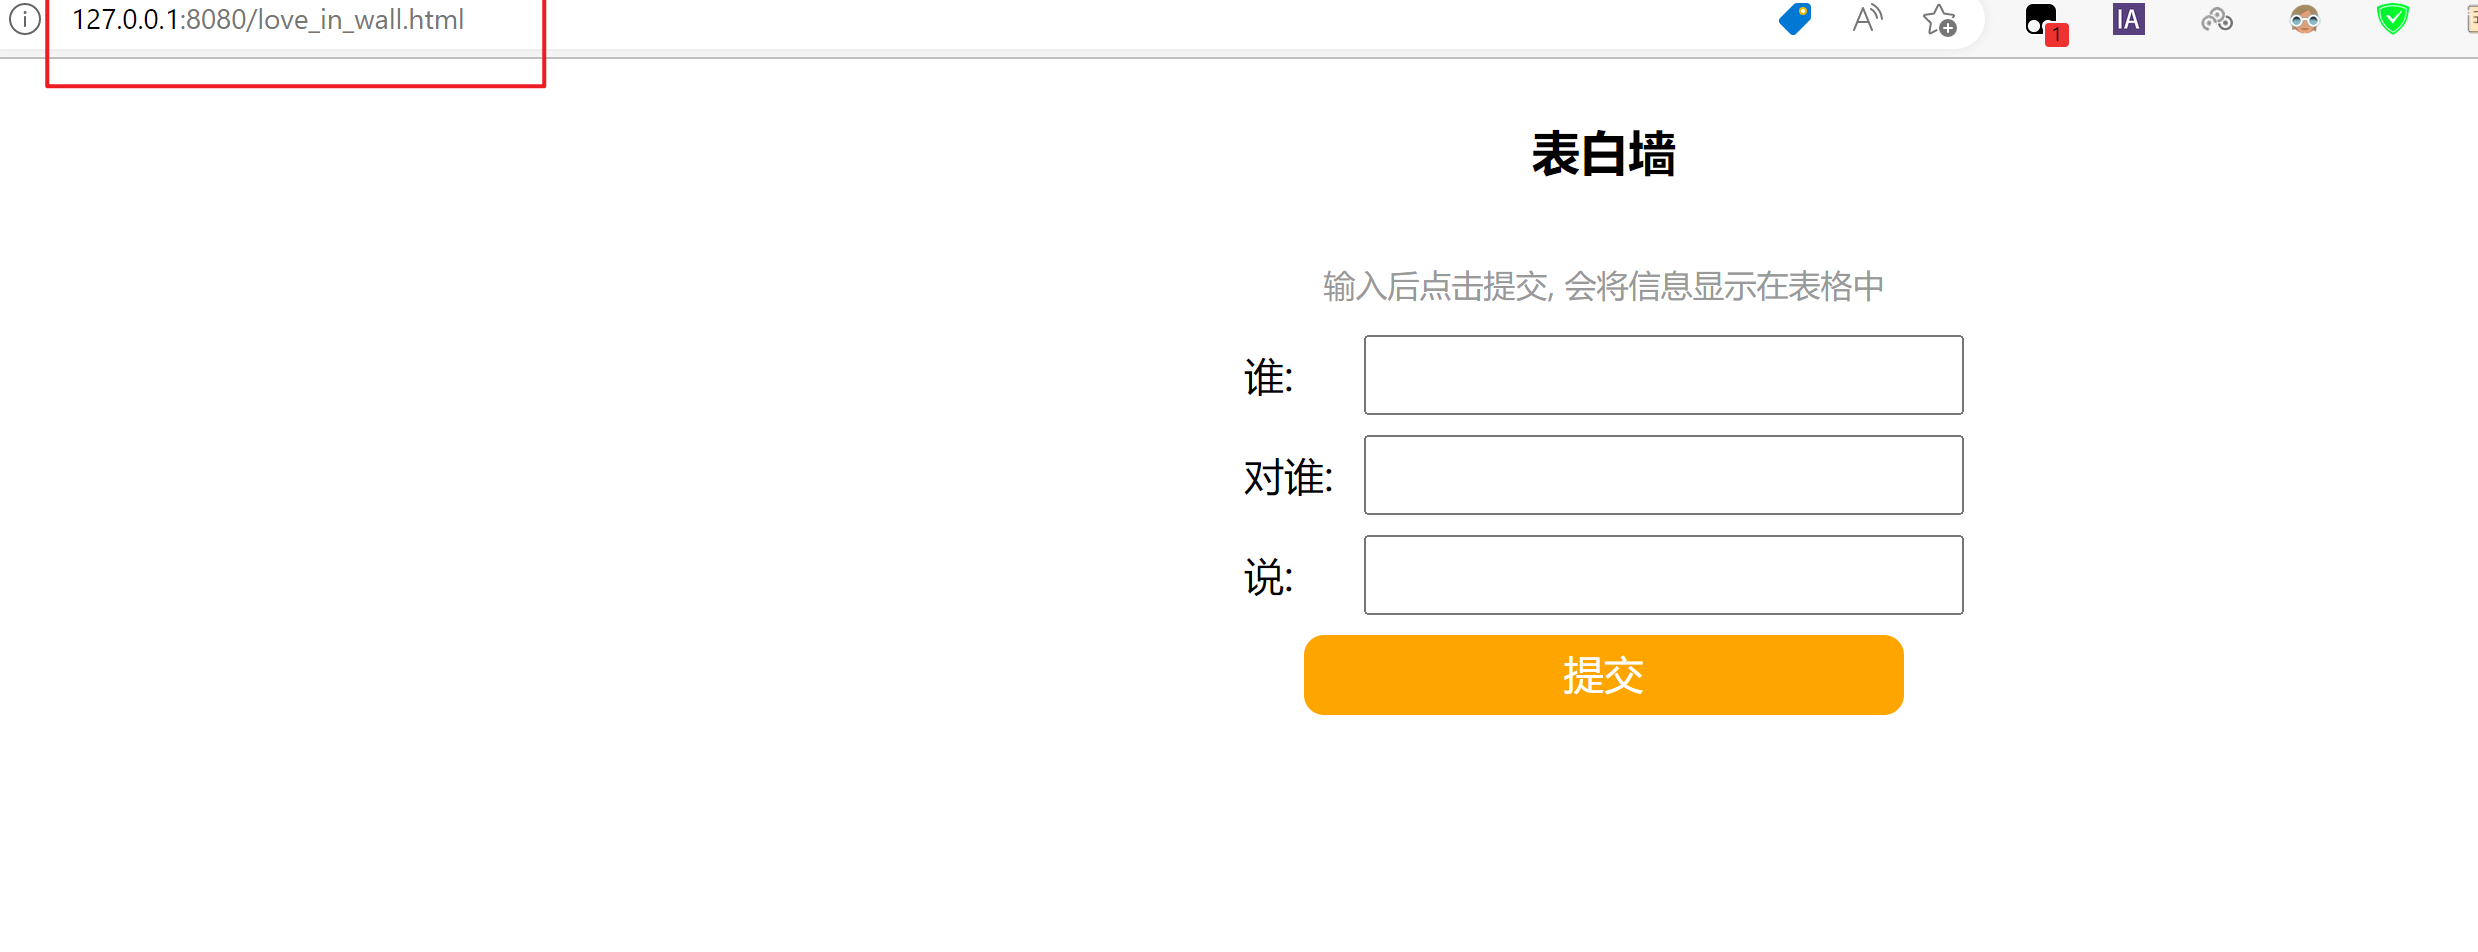 127.0.0.1:8080/love_in_wall.html
A
1
IA
表白墙
输入后点击提交, 会将信息显示在表格中
谁:
对谁:
说:
提交